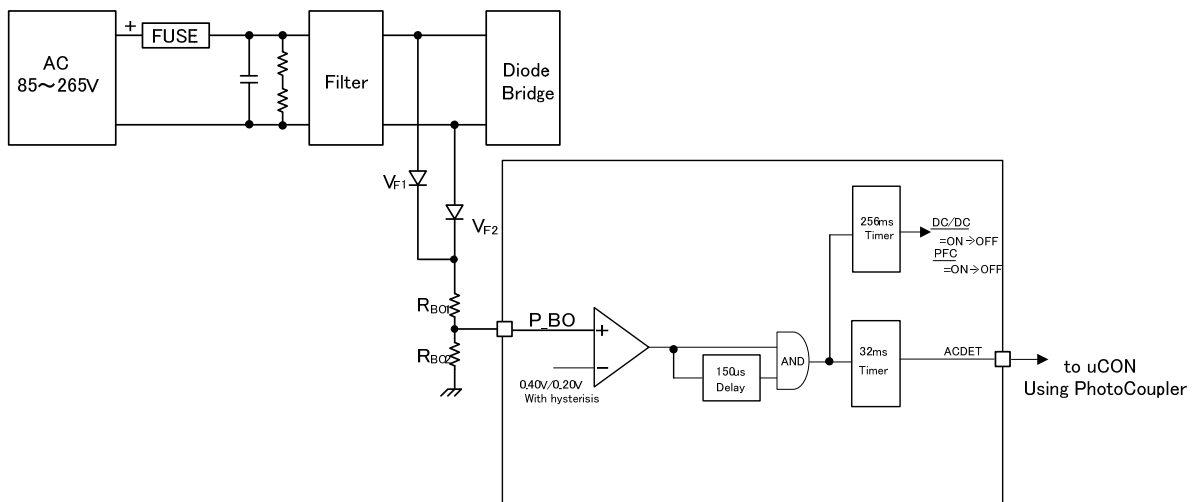 AC
85～265V
+
FUSE
Filter
Diode
Bridge
VF1
VF2
RBO1
RBO2
P_BO
+
−
0.40V/0.20V
With hysterisis
150us
Delay
AND
256ms
Timer
DC/DC
=ON→OFF
PFC
=ON→OFF
32ms
Timer
ACDET
to uCON
Using PhotoCoupler